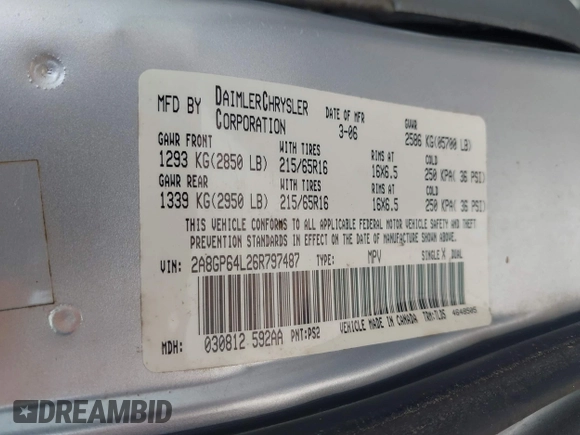 MFD BY DAIMLERCHRYSLER CORPORATION DATE OF MFR 3-06 GVWR 2586 KG(05700 LB)
GAWR FRONT WITH TIRES RIMS AT COLD
1293 KG(2850 LB) 215/65R16 16X6.5 250 KPA( 36 PSI)
GAWR REAR WITH TIRES RIMS AT COLD
1339 KG(2950 LB) 215/65R16 16X6.5 250 KPA( 36 PSI)
THIS VEHICLE CONFORMS TO ALL APPLICABLE FEDERAL MOTOR VEHICLE SAFETY AND THEFT
PREVENTION STANDARDS IN EFFECT ON THE DATE OF MANUFACTURE SHOWN ABOVE.
VIN: 2A8GP64L26R797487 TYPE: MPV SINGLE X DUAL
MDH: 030812 592AA PNT:PS2 VEHICLE MADE IN CANADA TRM:TLD5 4648505
DREAMBID